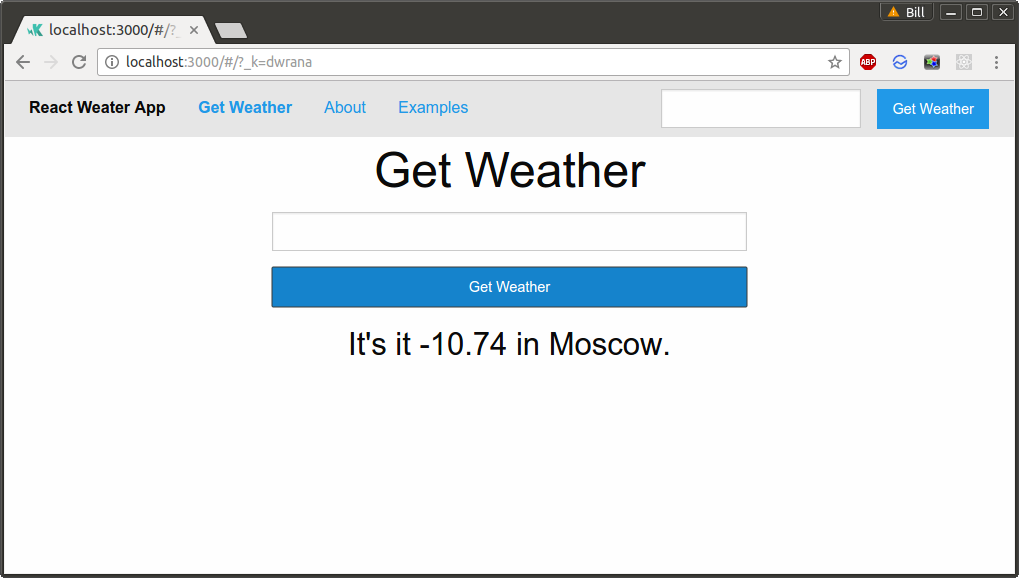 Bill
localhost:3000/#/?_
localhost:3000/#/?_k=dwrana
ABP
React Weater App Get Weather About Examples Get Weather
Get Weather
Get Weather
It's it -10.74 in Moscow.